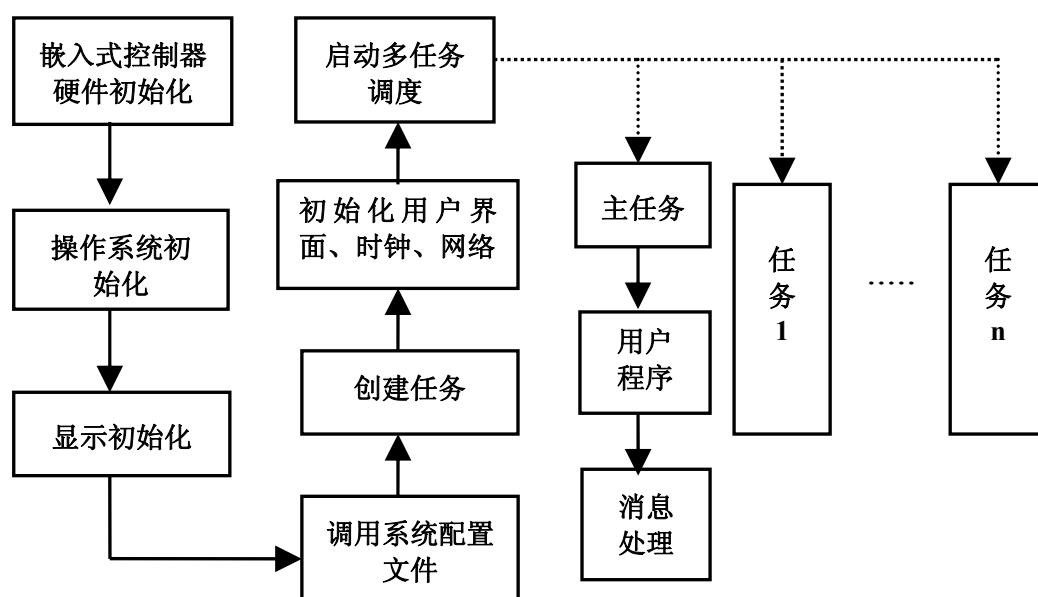 嵌入式控制器
硬件初始化
操作系统初
始化
显示初始化
调用系统配置
文件
创建任务
初始化用户界
面、时钟、网络
启动多任务
调度
主任务
用户
程序
消息
处理
任
务
1
……
任
务
n